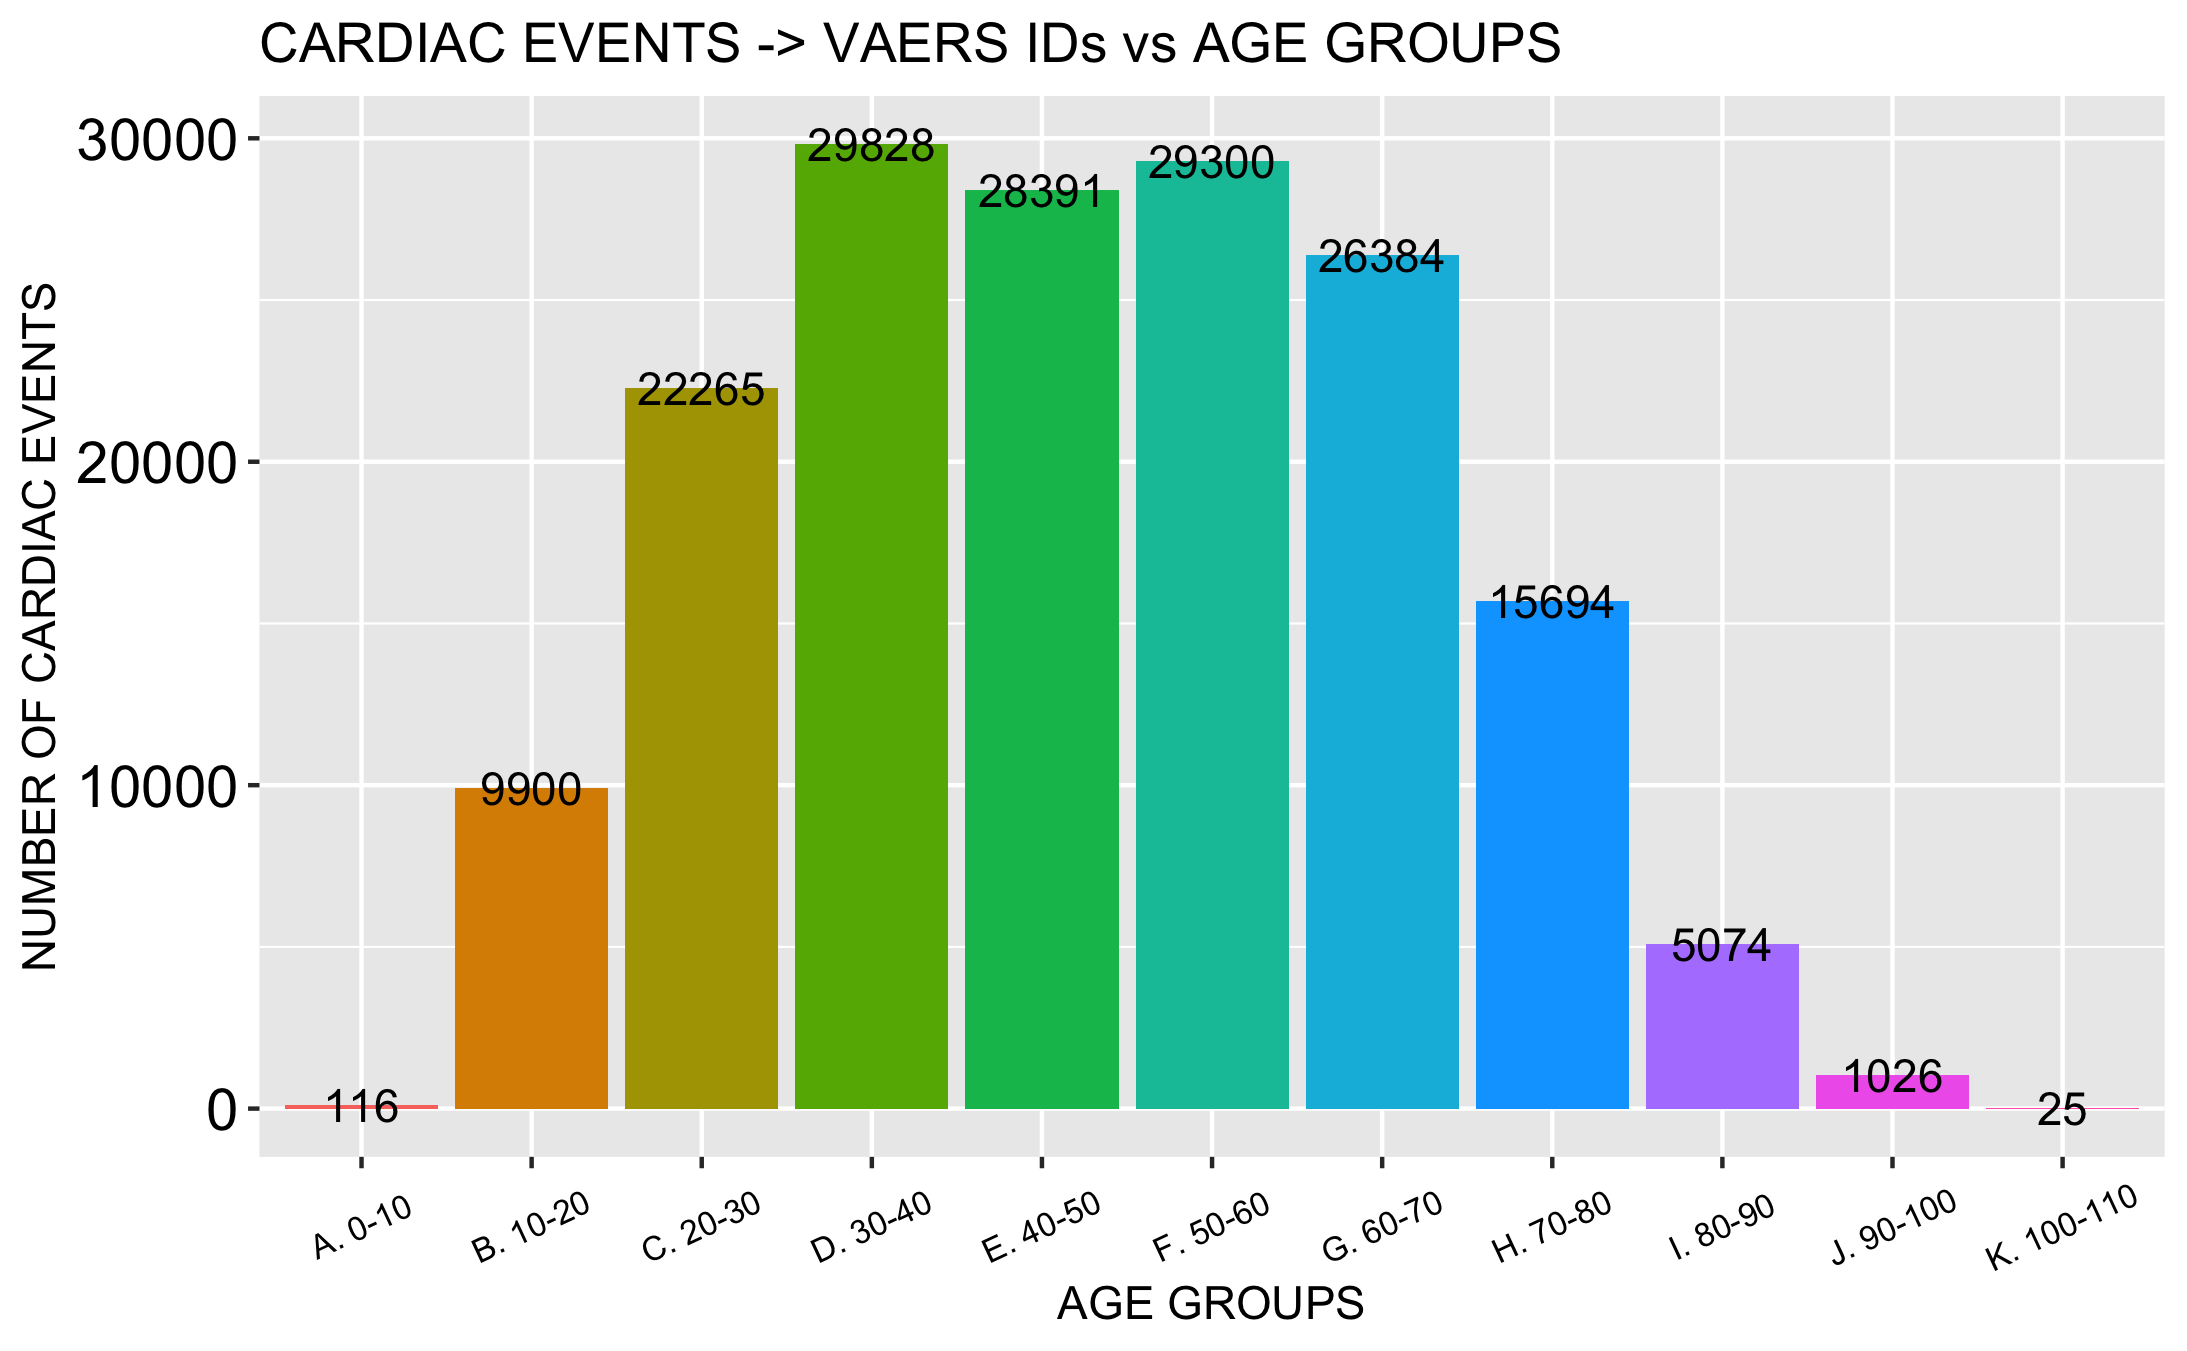 CARDIAC EVENTS -> VAERS IDs vs AGE GROUPS
NUMBER OF CARDIAC EVENTS
30000
20000
10000
0
116
9900
22265
29828
28391
29300
26384
15694
5074
1026
25
A. 0-10
B. 10-20
C. 20-30
D. 30-40
E. 40-50
F. 50-60
G. 60-70
H. 70-80
I. 80-90
J. 90-100
K. 100-110
AGE GROUPS